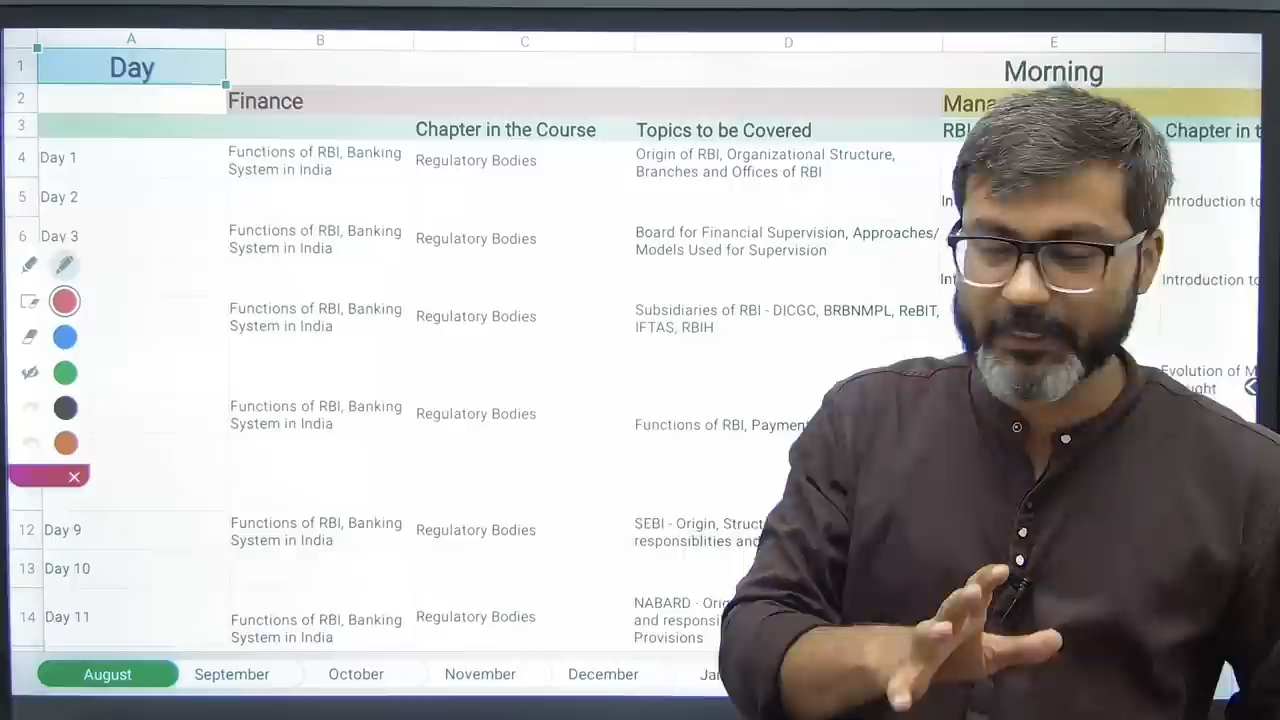 A B C D E
1 Day Morning
2 Finance Mana
3 Chapter in the Course Topics to be Covered RBI Chapter in t
4 Day 1 Functions of RBI, Banking System in India Regulatory Bodies Origin of RBI, Organizational Structure, Branches and Offices of RBI
5 Day 2 In ntroduction to
6 Day 3 Functions of RBI, Banking System in India Regulatory Bodies Board for Financial Supervision, Approaches/ Models Used for Supervision
Int Introduction to
Functions of RBI, Banking System in India Regulatory Bodies Subsidiaries of RBI - DICGC, BRBNMPL, ReBIT, IFTAS, RBIH
Evolution of M
ught
Functions of RBI, Banking System in India Regulatory Bodies Functions of RBI, Paymen
12 Day 9 Functions of RBI, Banking System in India Regulatory Bodies SEBI - Origin, Struct responsiblities and
13 Day 10
14 Day 11 Functions of RBI, Banking System in India Regulatory Bodies NABARD - Orig and responsi Provisions
August September October November December Ja